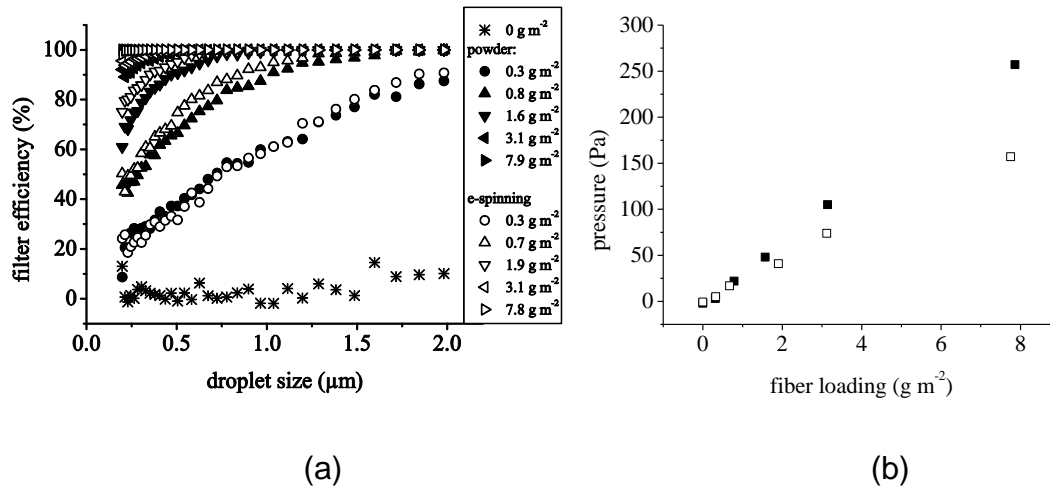 0 g m-2
powder:
0.3 g m-2
0.8 g m-2
1.6 g m-2
3.1 g m-2
7.9 g m-2
e-spinning
0.3 g m-2
0.7 g m-2
1.9 g m-2
3.1 g m-2
7.8 g m-2
filter efficiency (%)
100
80
60
40
20
0
0.0 0.5 1.0 1.5 2.0
droplet size (µm)
(a)
pressure (Pa)
300
250
200
150
100
50
0
0 2 4 6 8
fiber loading (g m-2)
(b)